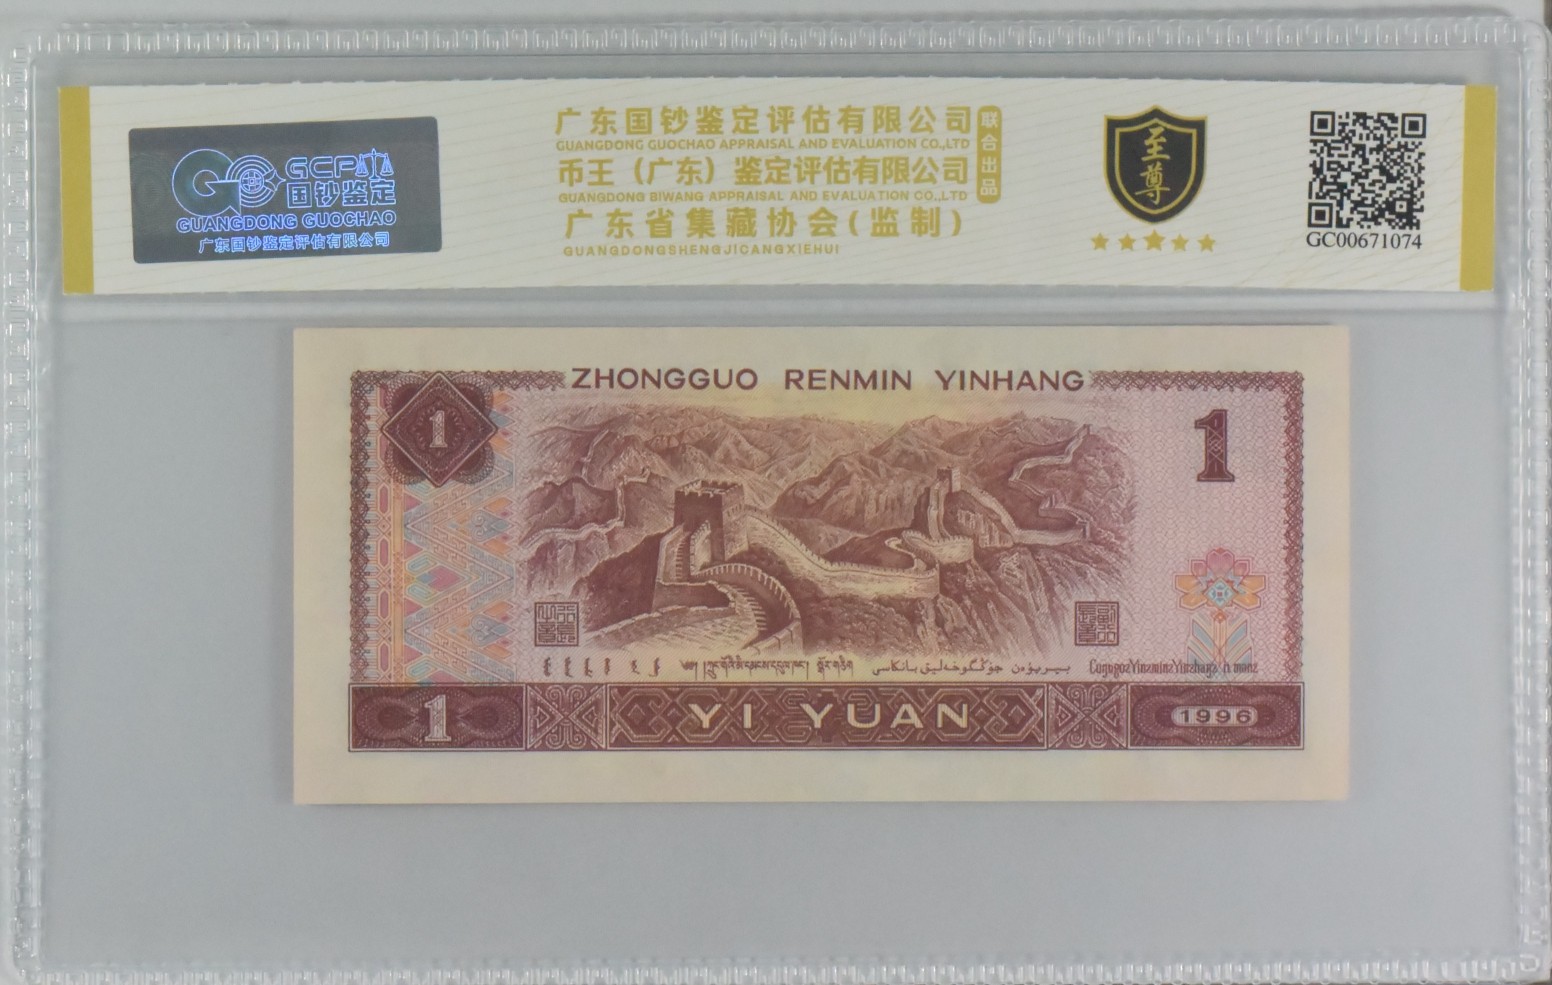 GCP
国钞鉴定
GUANGDONG GUOCHAO
广东国钞鉴定评估有限公司
广东国钞鉴定评估有限公司
GUANGDONG GUOCHAO APPRAISAL AND EVALUATION CO.,LTD
币王（广东）鉴定评估有限公司
GUANGDONG BIWANG APPRAISAL AND EVALUATION CO.,LTD
联合出品
广东省集藏协会(监制)
GUANGDONGSHENGJICANGXIEHUI
至尊
GC00671074
ZHONGGUO RENMIN YINHANG
1
1
1
YI YUAN
1996